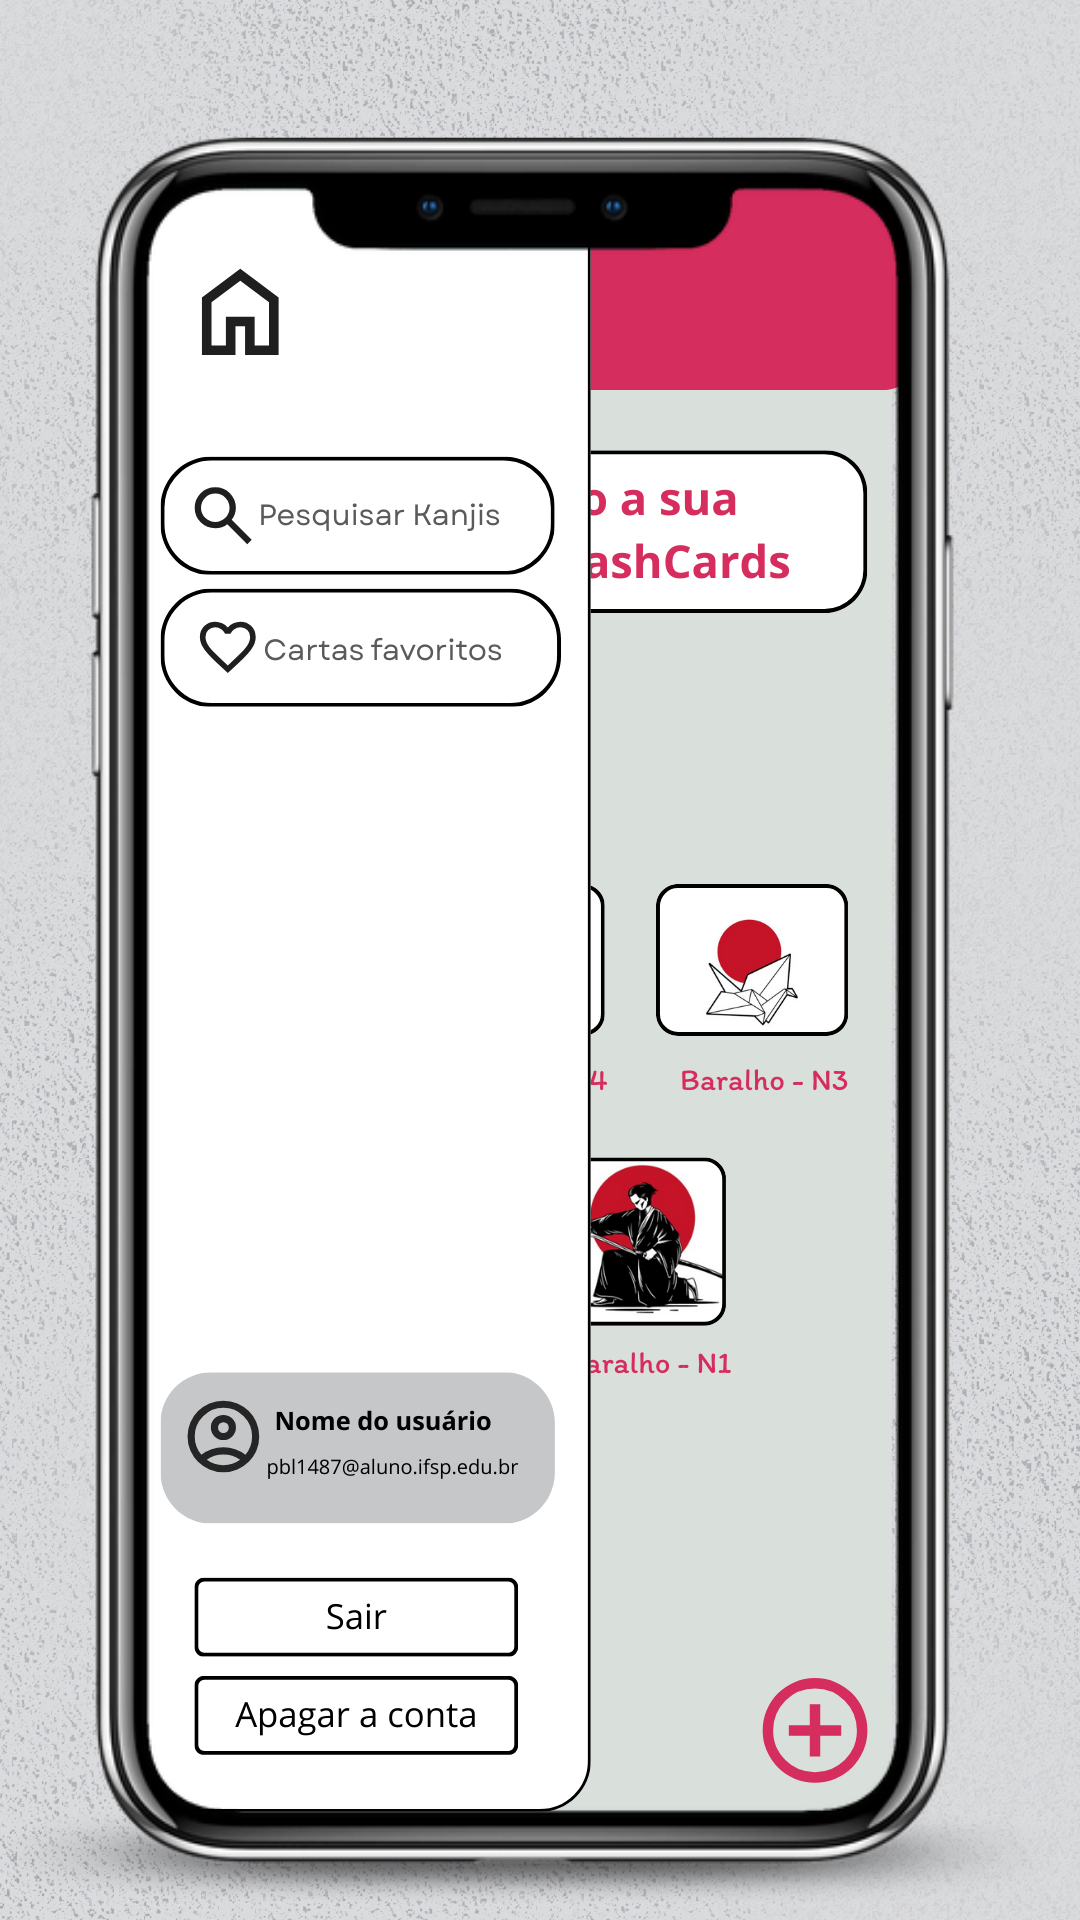 Pesquisar Kanjis
Cartas favoritos
o a sua
ashCards
4
Baralho - N3
aralho - N1
Nome do usuário
pbl1487@aluno.ifsp.edu.br
Sair
Apagar a conta